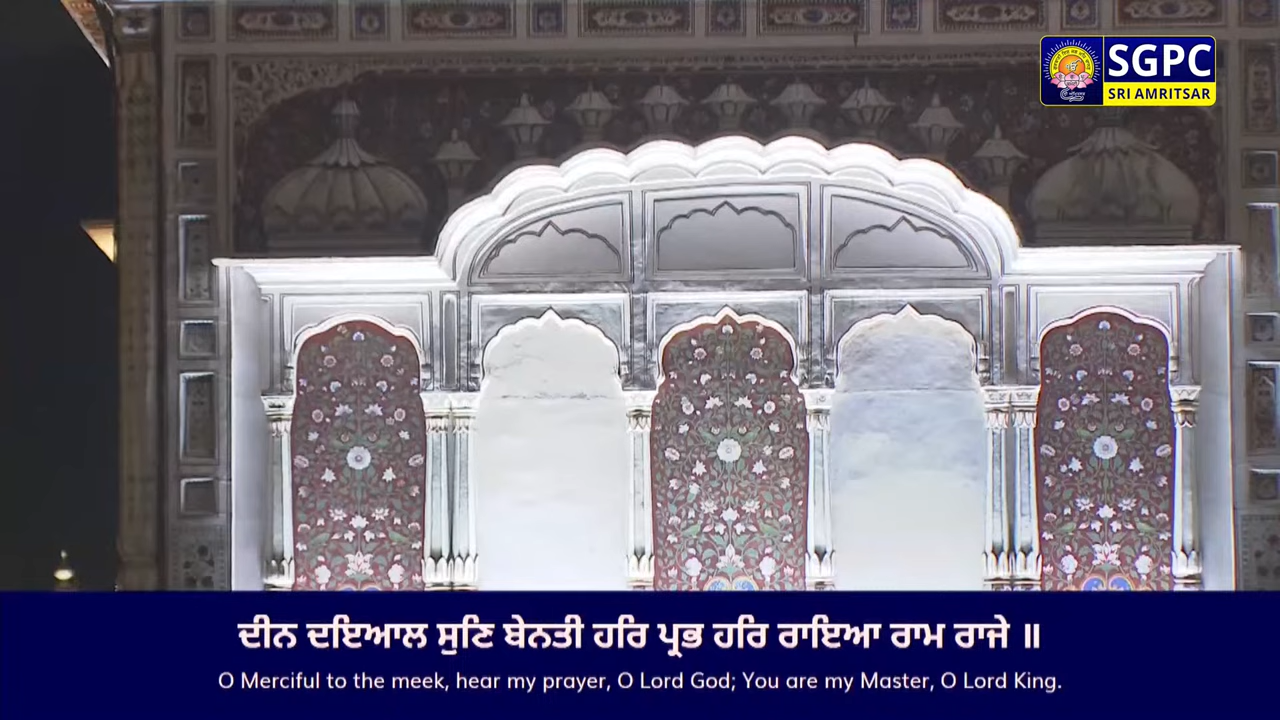 SGPC
SRI AMRITSAR
ਦੀਨ ਦਇਆਲ ਸੁਣਿ ਬੇਨਤੀ ਹਰਿ ਪ੍ਰਭ ਹਰਿ ਰਾਇਆ ਰਾਮ ਰਾਜੇ ॥
O Merciful to the meek, hear my prayer, O Lord God; You are my Master, O Lord King.